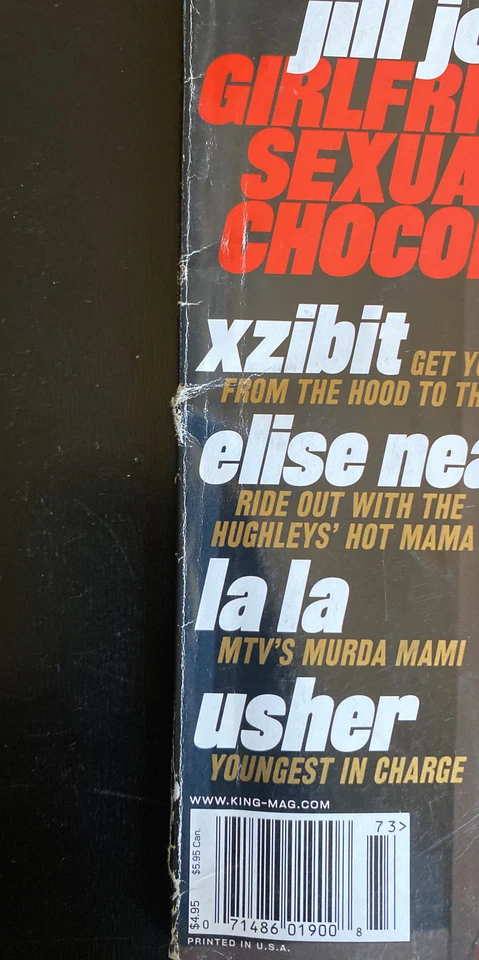 jill jo
GIRLFRI
SEXUA
CHOCO
xzibit GET YO
FROM THE HOOD TO TH
elise nea
RIDE OUT WITH THE
HUGHLEYS' HOT MAMA
la la
MTV'S MURDA MAMI
usher
YOUNGEST IN CHARGE
WWW.KING-MAG.COM
73>
$4.95 $5.95 Can.
0 71486 01900 8
PRINTED IN U.S.A.